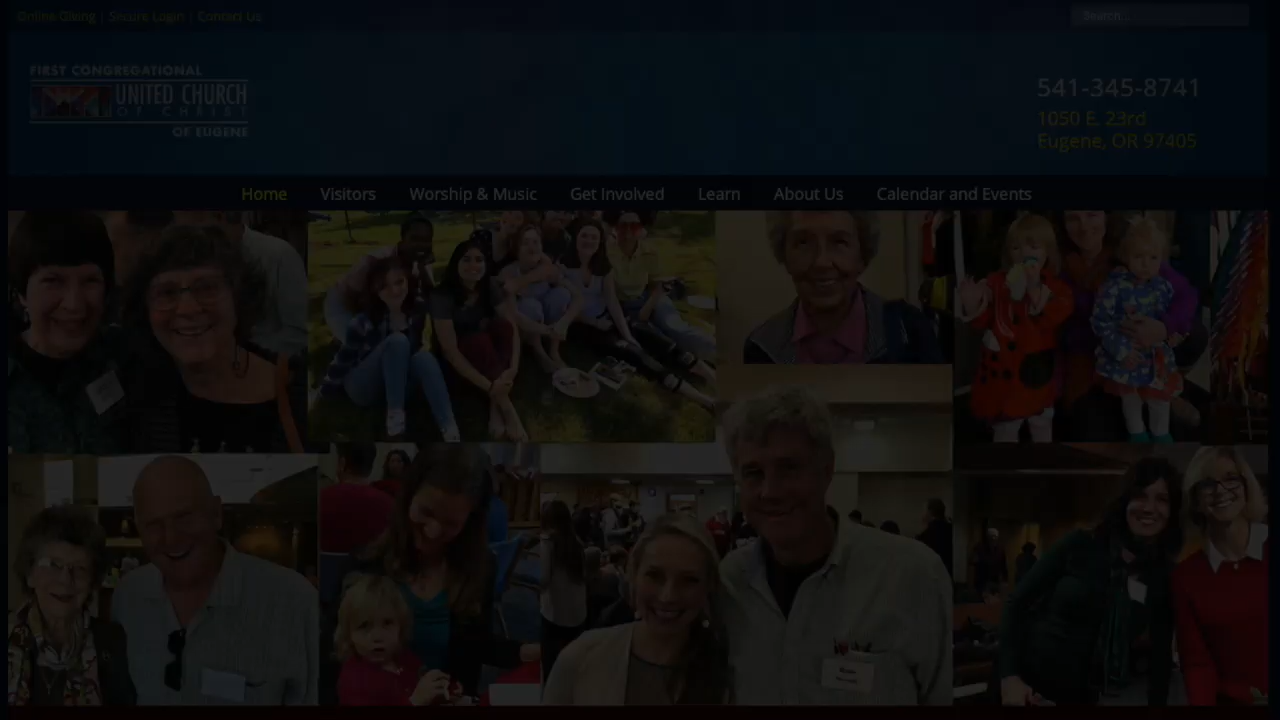 Online Giving | Secure Login | Contact Us
Search...
FIRST CONGREGATIONAL
UNITED CHURCH
OF CHRIST
OF EUGENE
541-345-8741
1050 E. 23rd
Eugene, OR 97405
Home Visitors Worship & Music Get Involved Learn About Us Calendar and Events